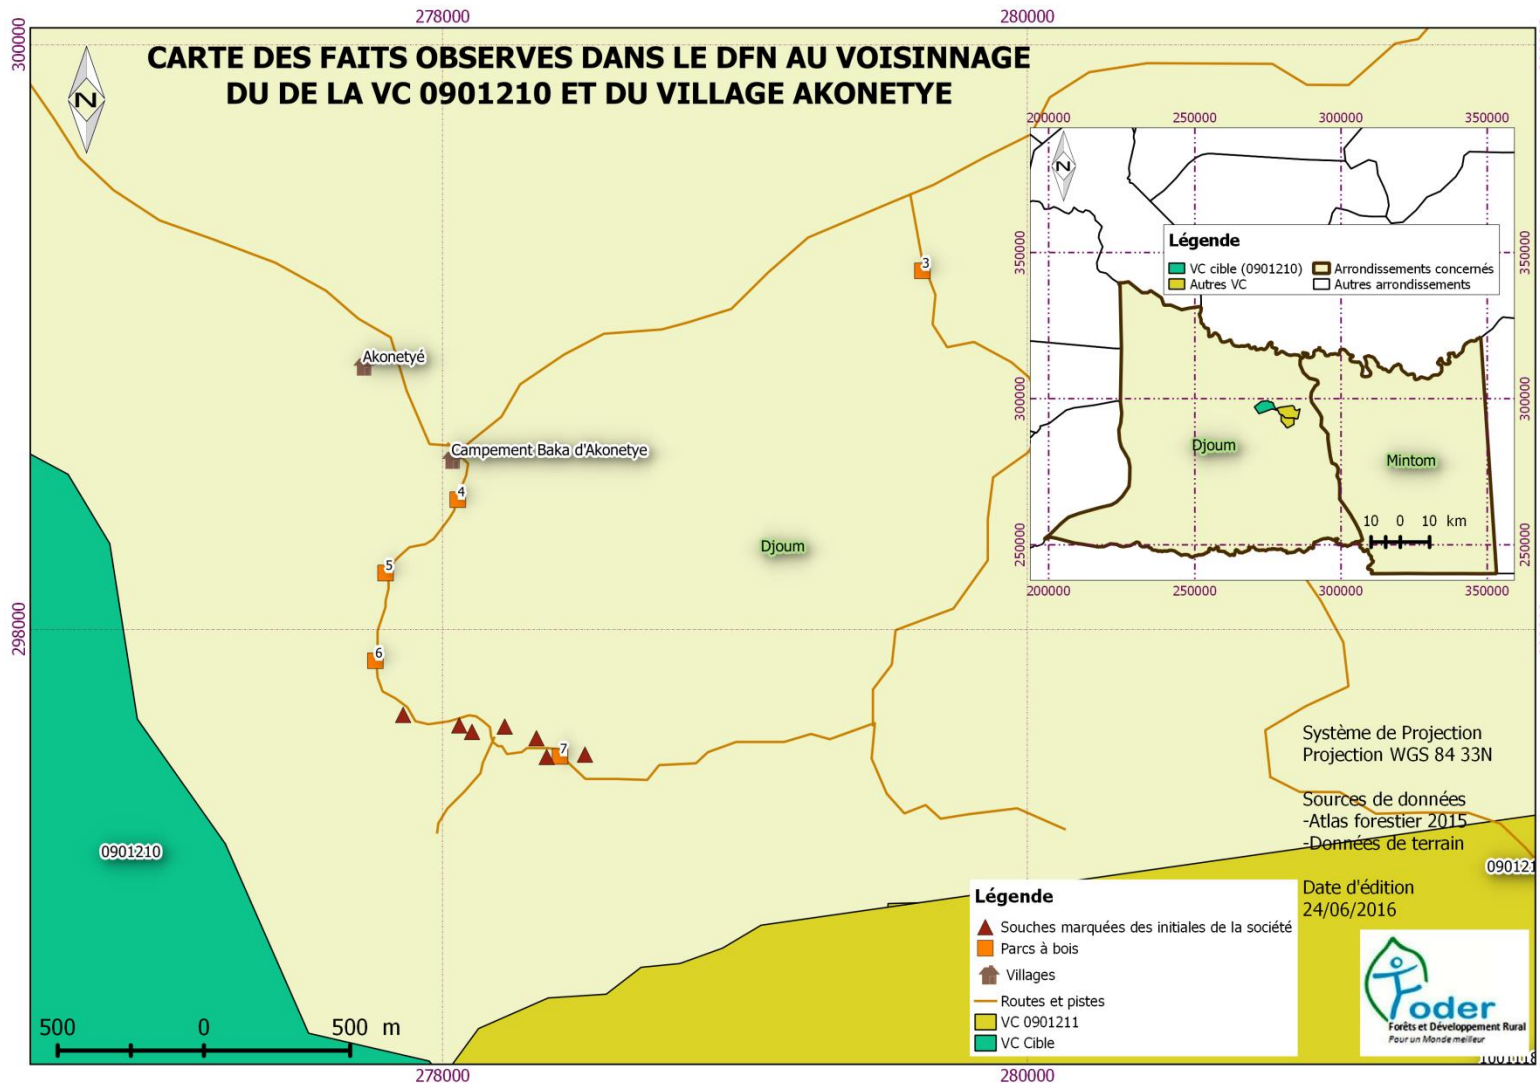 278000
280000
300000
298000
CARTE DES FAITS OBSERVES DANS LE DFN AU VOISINNAGE
DU DE LA VC 0901210 ET DU VILLAGE AKONETYE
N
200000
250000
300000
350000
N
Légende
VC cible (0901210)
Arrondissements concernés
Autres VC
Autres arrondissements
350000
350000
300000
300000
250000
250000
Djoum
Mintom
10 0 10 km
200000
250000
300000
350000
3
Akonetyé
Campement Baka d'Akonetye
4
Djoum
5
6
7
0901210
Système de Projection
Projection WGS 84 33N
Sources de données
-Atlas forestier 2015
-Données de terrain
090121
Date d'édition
24/06/2016
Légende
Souches marquées des initiales de la société
Parcs à bois
Villages
Routes et pistes
VC 0901211
VC Cible
Foder
Forêts et Développement Rural
Pour un Monde meilleur
500 0 500 m
278000
280000